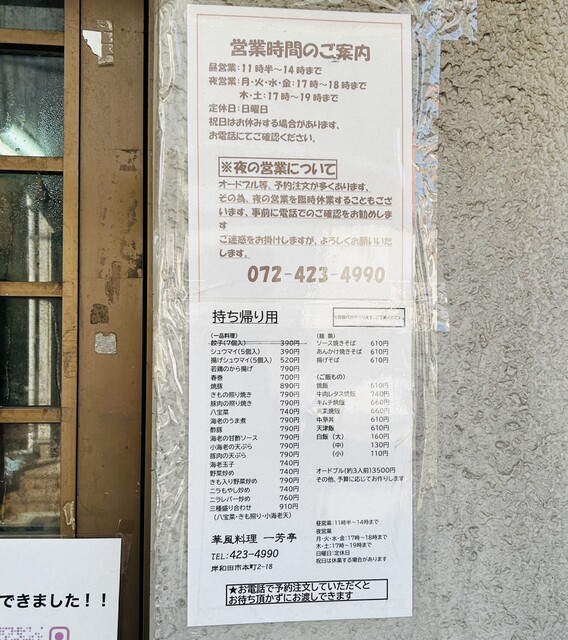 営業時間のご案内
昼営業：11時半～14時まで
夜営業：月・火・水・金：17時～18時まで
木・土：17時～19時まで
定休日：日曜日
祝日はお休みする場合があります、
お電話にてご確認ください。
※夜の営業について
オードブル等、予約注文が多くあります、
その為、夜の営業を臨時休業することもござ
います、事前に電話でのご確認をお勧めしま
す
ご迷惑をお掛けしますが、よろしくお願いいた
します。
072-423-4990
持ち帰り用
(一品料理)
餃子(7個入) 390円
シュウマイ(5個入) 390円
揚げシュウマイ(5個入) 520円
若鶏のから揚げ 790円
春巻 700円
焼豚 890円
きもの照り焼き 790円
豚肉の照り焼き 790円
八宝菜 740円
海老のうま煮 790円
酢豚 790円
海老の甘酢ソース 790円
小海老の天ぷら 790円
豚肉の天ぷら 790円
海老玉子 740円
野菜炒め 740円
きも入り野菜炒め 790円
ニラもやし炒め 740円
ニラレバー炒め 760円
三種盛り合わせ 910円
(八宝菜・きも照り・小海老天)
(麺 類)
ソース焼きそば 610円
あんかけ焼きそば 660円
揚げそば 610円
(ご飯もの)
焼飯 610円
牛肉レタス焼飯 740円
キムチ焼飯 660円
高菜焼飯 660円
中華丼 610円
天津飯 610円
白飯 (大) 160円
(中) 130円
(小) 110円
オードブル(約3人前)3500円
その他、予算に応じてお作りします
華風料理 一芳亭
TEL:423-4990
岸和田市本町2-18
昼営業:11時半～14時まで
夜営業:
月・火・水・金:17時～18時まで
木・土:17時～19時まで
日曜日:定休日
祝日は休業する場合があります
★お電話で予約注文していただくと
お待ち頂かずにお渡しできます
できました！！